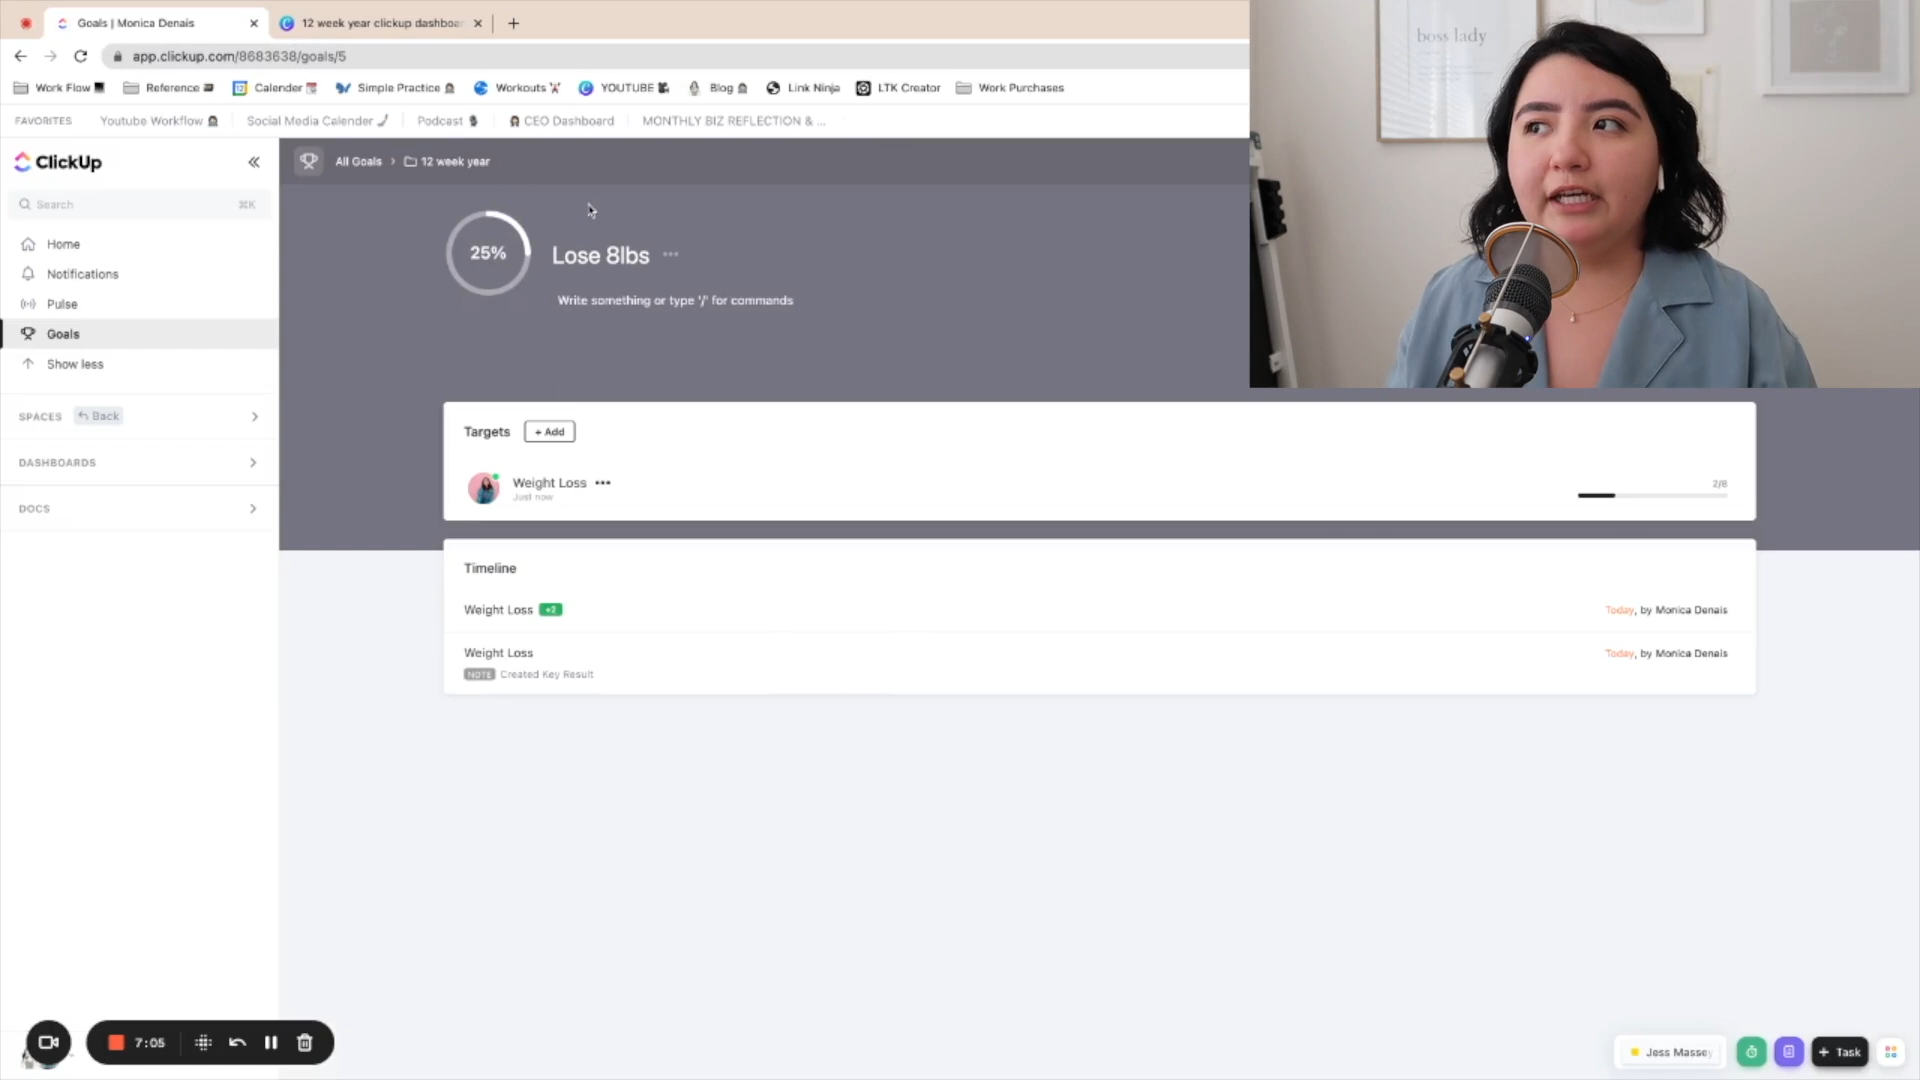 Goals | Monica Denais
12 week year clickup dashboar
app.clickup.com/8683638/goals/5
Work Flow
Reference
Calender
Simple Practice
Workouts
YOUTUBE
Blog
Link Ninja
LTK Creator
Work Purchases
FAVORITES
Youtube Workflow
Social Media Calender
Podcast
CEO Dashboard
MONTHLY BIZ REFLECTION & ...
boss lady
ClickUp
Search
⌘K
Home
Notifications
Pulse
Goals
Show less
SPACES
Back
DASHBOARDS
DOCS
All Goals > 12 week year
25%
Lose 8lbs ...
Write something or type '/' for commands
Targets
+ Add
Weight Loss ...
Just now
2/8
Timeline
Weight Loss +2
Today, by Monica Denais
Weight Loss
Today, by Monica Denais
NOTE Created Key Result
7:05
Jess Massey
+ Task